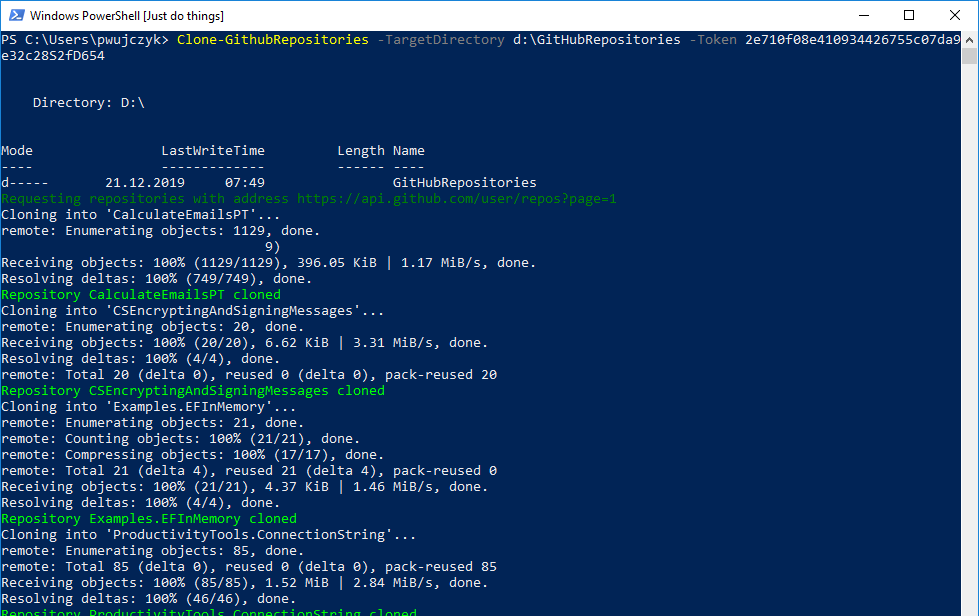 Windows PowerShell [Just do things]
PS C:\Users\pwujczyk> Clone-GithubRepositories -TargetDirectory d:\GitHubRepositories -Token 2e710f08e410934426755c07da9
e32c2852fD654
Directory: D:\
Mode LastWriteTime Length Name
---- ------------- ------ ----
d----- 21.12.2019 07:49 GitHubRepositories
Requesting repositories with address https://api.github.com/user/repos?page=1
Cloning into 'CalculateEmailsPT'...
remote: Enumerating objects: 1129, done.
9)
Receiving objects: 100% (1129/1129), 396.05 KiB | 1.17 MiB/s, done.
Resolving deltas: 100% (749/749), done.
Repository CalculateEmailsPT cloned
Cloning into 'CSEncryptingAndSigningMessages'...
remote: Enumerating objects: 20, done.
Receiving objects: 100% (20/20), 6.62 KiB | 3.31 MiB/s, done.
Resolving deltas: 100% (4/4), done.
remote: Total 20 (delta 0), reused 0 (delta 0), pack-reused 20
Repository CSEncryptingAndSigningMessages cloned
Cloning into 'Examples.EFInMemory'...
remote: Enumerating objects: 21, done.
remote: Counting objects: 100% (21/21), done.
remote: Compressing objects: 100% (17/17), done.
remote: Total 21 (delta 4), reused 21 (delta 4), pack-reused 0
Receiving objects: 100% (21/21), 4.37 KiB | 1.46 MiB/s, done.
Resolving deltas: 100% (4/4), done.
Repository Examples.EFInMemory cloned
Cloning into 'ProductivityTools.ConnectionString'...
remote: Enumerating objects: 85, done.
remote: Total 85 (delta 0), reused 0 (delta 0), pack-reused 85
Receiving objects: 100% (85/85), 1.52 MiB | 2.84 MiB/s, done.
Resolving deltas: 100% (46/46), done.
Repository ProductivityTools.ConnectionString cloned